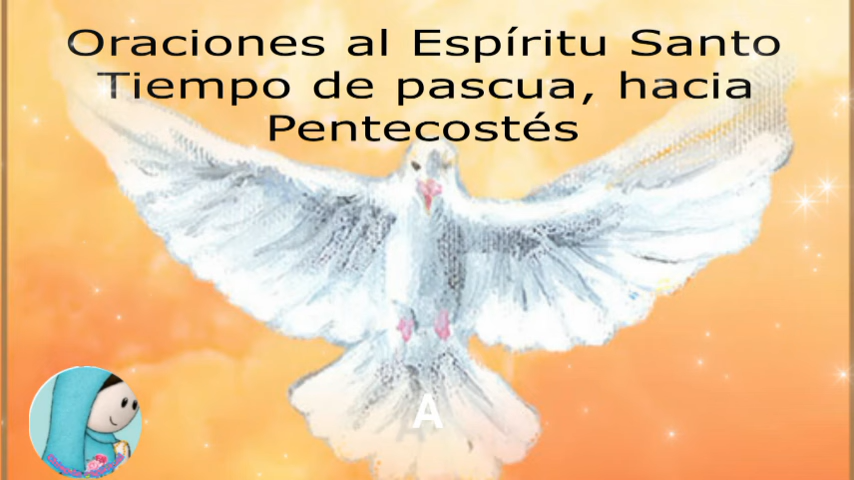 Oraciones al Espíritu Santo
Tiempo de pascua, hacia
Pentecostés
A